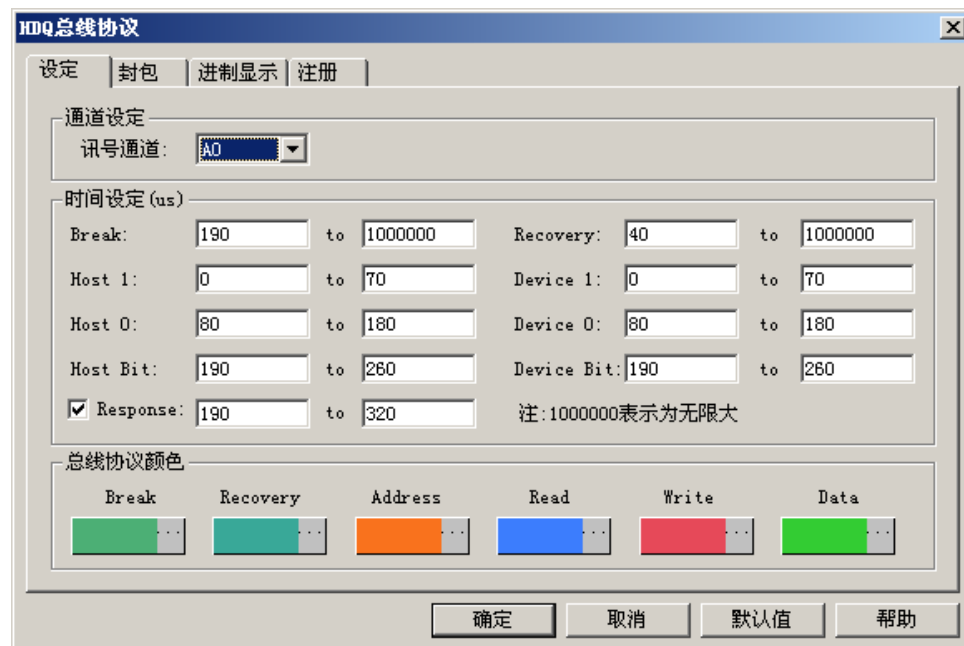 HDQ总线协议
设定 封包 进制显示 注册
通道设定
讯号通道: A0
时间设定(us)
Break: 190 to 1000000 Recovery: 40 to 1000000
Host 1: 0 to 70 Device 1: 0 to 70
Host 0: 80 to 180 Device 0: 80 to 180
Host Bit: 190 to 260 Device Bit: 190 to 260
Response: 190 to 320 注:1000000表示为无限大
总线协议颜色
Break Recovery Address Read Write Data
... ... ... ... ... ...
确定 取消 默认值 帮助